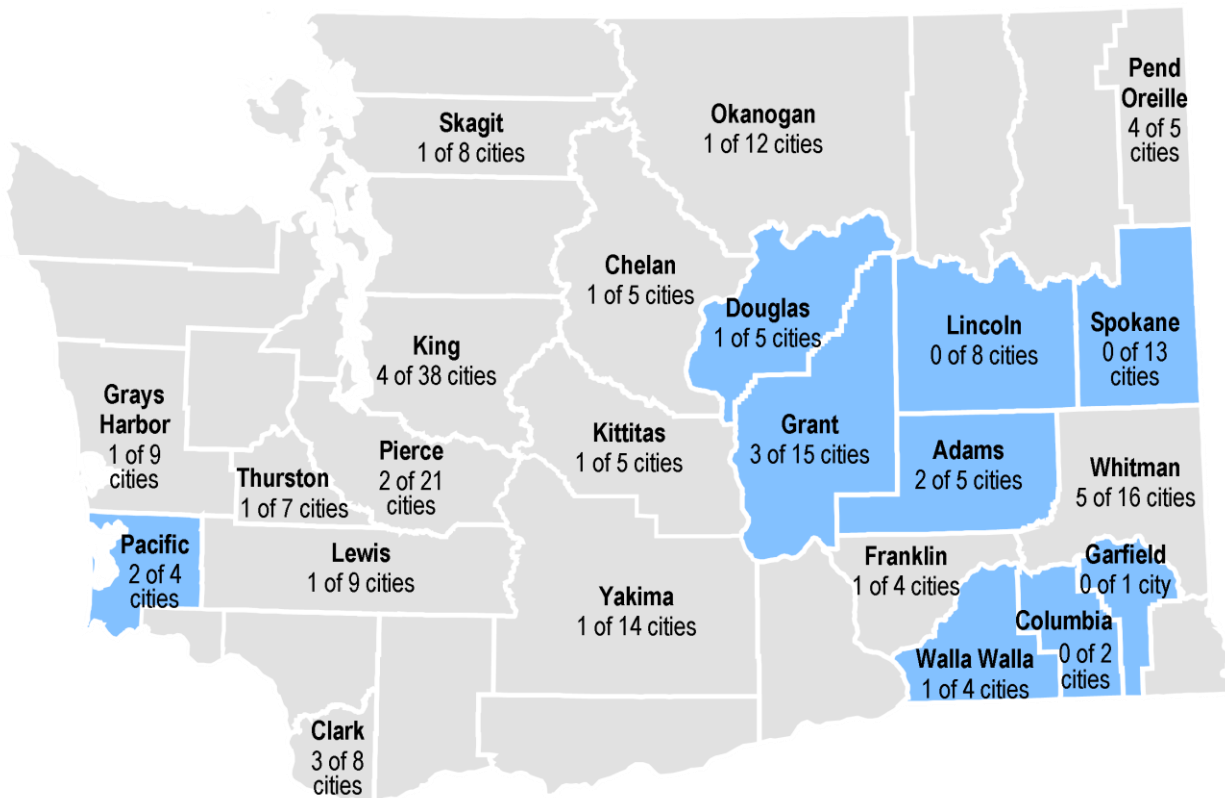 Pend
Oreille
4 of 5
cities
Skagit
1 of 8 cities
Okanogan
1 of 12 cities
Chelan
1 of 5 cities
Douglas
1 of 5 cities
Lincoln
0 of 8 cities
Spokane
0 of 13
cities
King
4 of 38 cities
Grays
Harbor
1 of 9
cities
Kittitas
1 of 5 cities
Grant
3 of 15 cities
Adams
2 of 5 cities
Whitman
5 of 16 cities
Pierce
2 of 21
cities
Thurston
1 of 7 cities
Pacific
2 of 4
cities
Lewis
1 of 9 cities
Yakima
1 of 14 cities
Franklin
1 of 4 cities
Garfield
0 of 1 city
Columbia
0 of 2
cities
Walla Walla
1 of 4 cities
Clark
3 of 8
cities